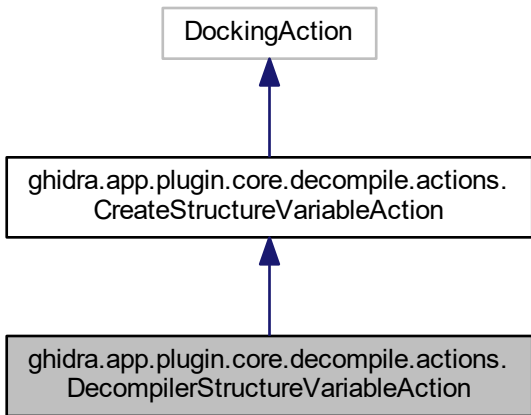 DockingAction
ghidra.app.plugin.core.decompile.actions.
CreateStructureVariableAction
ghidra.app.plugin.core.decompile.actions.
DecompilerStructureVariableAction